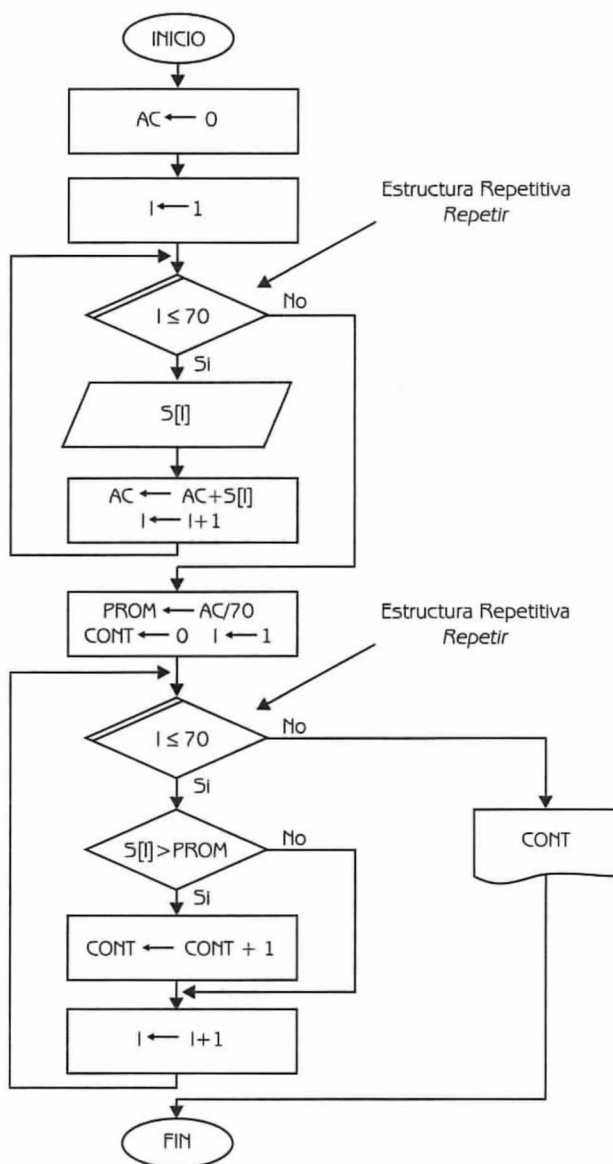 INICIO
AC ← 0
I ← 1
Estructura Repetitiva
Repetir
I ≤ 70
No
Si
S[I]
AC ← AC+S[I]
I ← I+1
PROM ← AC/70
CONT ← 0 I ← 1
Estructura Repetitiva
Repetir
I ≤ 70
No
Si
S[I]>PROM
No
CONT
Si
CONT ← CONT + 1
I ← I+1
FIN